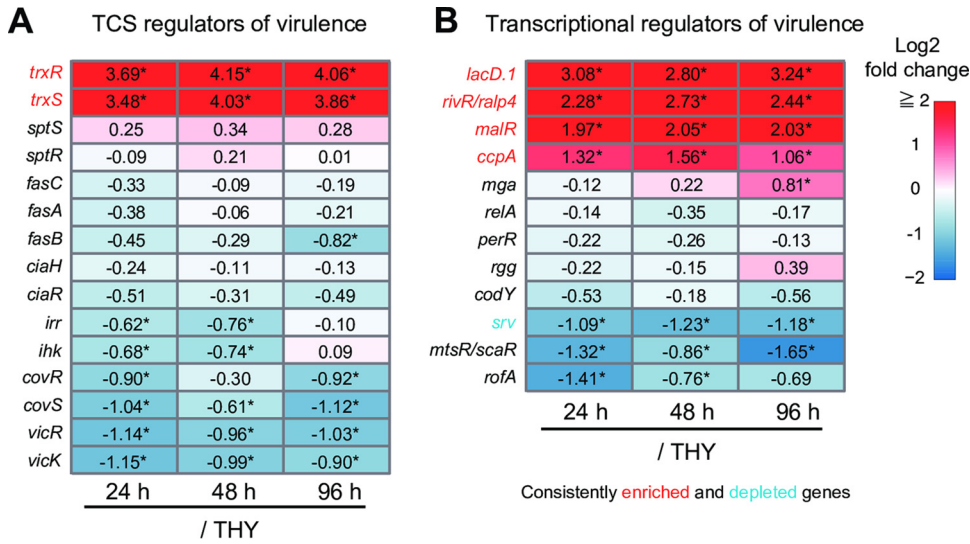 A TCS regulators of virulence
trxR 3.69* 4.15* 4.06*
trxS 3.48* 4.03* 3.86*
sptS 0.25 0.34 0.28
sptR -0.09 0.21 0.01
fasC -0.33 -0.09 -0.19
fasA -0.38 -0.06 -0.21
fasB -0.45 -0.29 -0.82*
ciaH -0.24 -0.11 -0.13
ciaR -0.51 -0.31 -0.49
irr -0.62* -0.76* -0.10
ihk -0.68* -0.74* 0.09
covR -0.90* -0.30 -0.92*
covS -1.04* -0.61* -1.12*
vicR -1.14* -0.96* -1.03*
vicK -1.15* -0.99* -0.90*
24 h 48 h 96 h
/ THY
B Transcriptional regulators of virulence
lacD.1 3.08* 2.80* 3.24*
rivR/ralp4 2.28* 2.73* 2.44*
malR 1.97* 2.05* 2.03*
ccpA 1.32* 1.56* 1.06*
mga -0.12 0.22 0.81*
relA -0.14 -0.35 -0.17
perR -0.22 -0.26 -0.13
rgg -0.22 -0.15 0.39
codY -0.53 -0.18 -0.56
srv -1.09* -1.23* -1.18*
mtsR/scaR -1.32* -0.86* -1.65*
rofA -1.41* -0.76* -0.69
24 h 48 h 96 h
/ THY
Log2
fold change
≧ 2
1
0
-1
−2
Consistently enriched and depleted genes